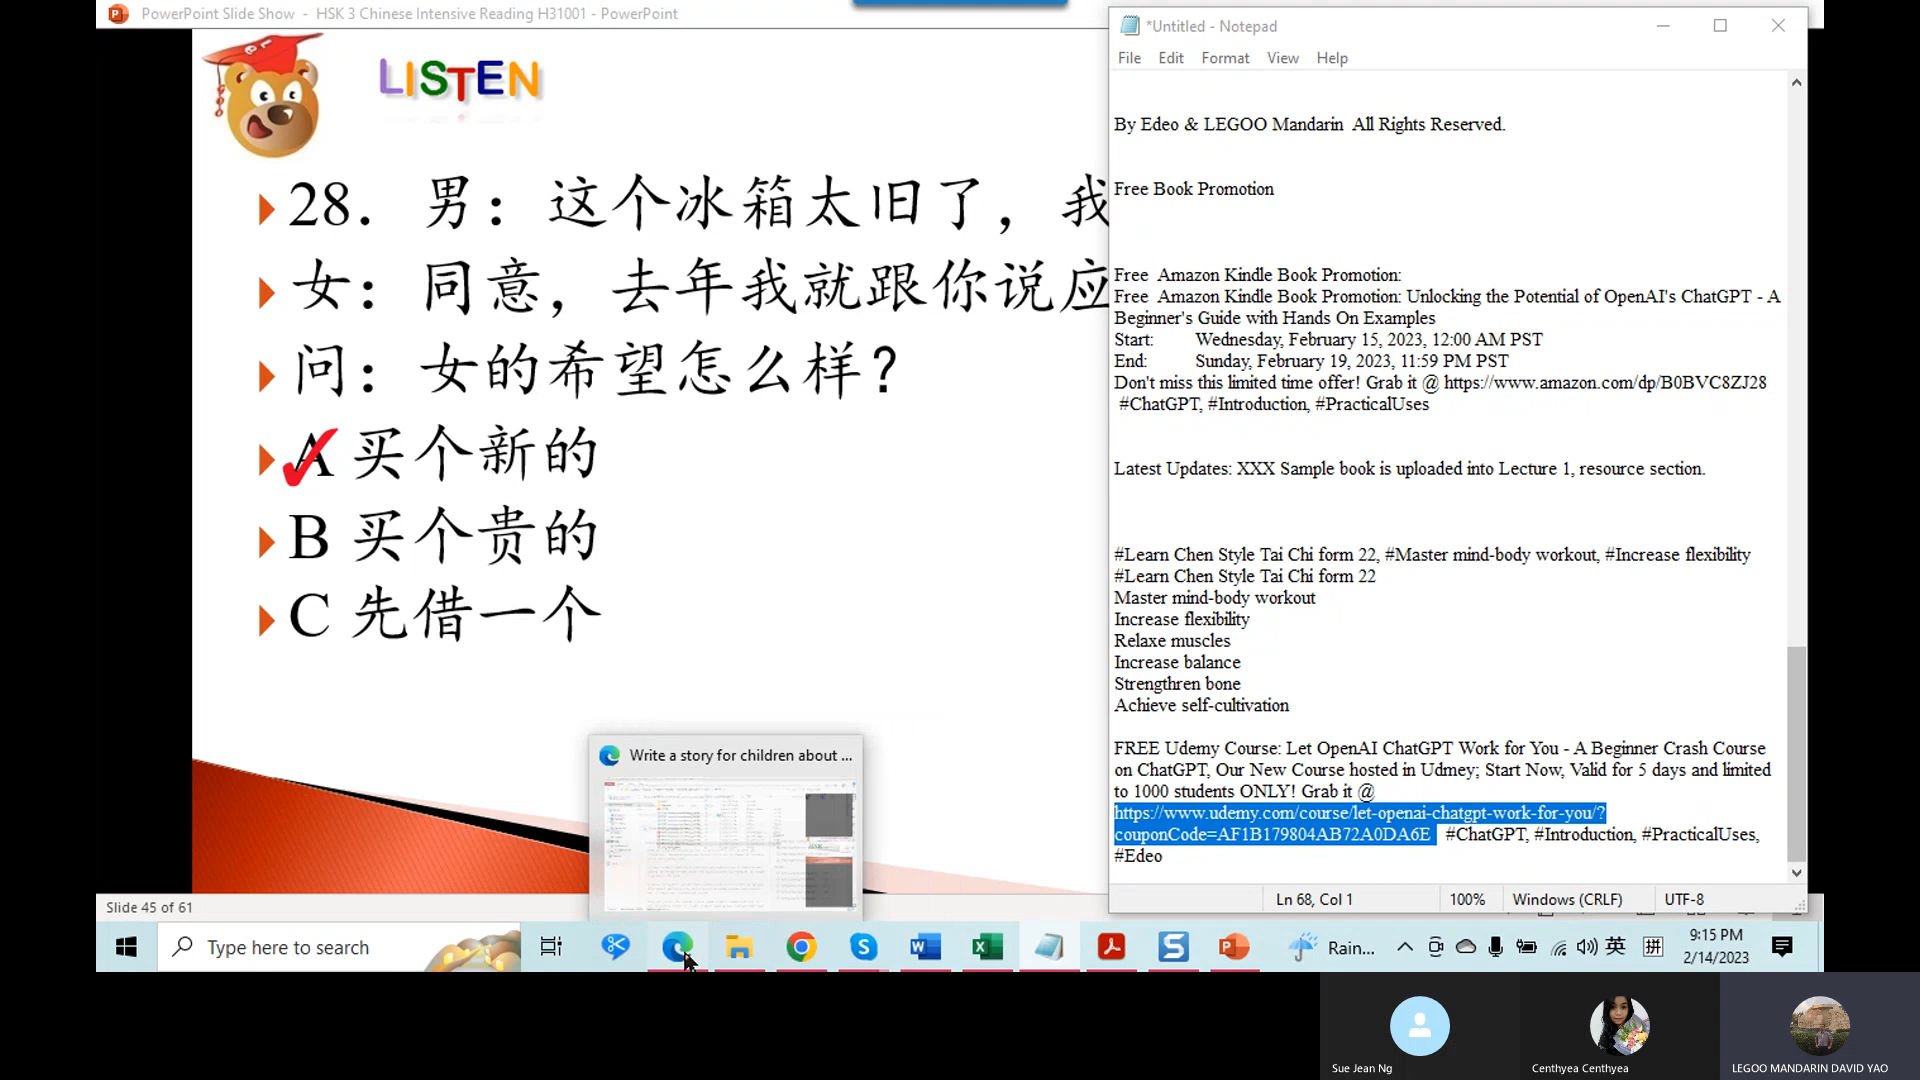 PowerPoint Slide Show - HSK 3 Chinese Intensive Reading H31001 - PowerPoint
LISTEN
28. 男：这个冰箱太旧了，我
女：同意，去年我就跟你说应
问：女的希望怎么样？
A 买个新的
B 买个贵的
C 先借一个
Write a story for children about ...
Slide 45 of 61
*Untitled - Notepad
File Edit Format View Help
By Edeo & LEGOO Mandarin  All Rights Reserved.
Free Book Promotion
Free  Amazon Kindle Book Promotion:
Free  Amazon Kindle Book Promotion: Unlocking the Potential of OpenAI's ChatGPT - A
Beginner's Guide with Hands On Examples
Start: Wednesday, February 15, 2023, 12:00 AM PST
End: Sunday, February 19, 2023, 11:59 PM PST
Don't miss this limited time offer! Grab it @ https://www.amazon.com/dp/B0BVC8ZJ28
#ChatGPT, #Introduction, #PracticalUses
Latest Updates: XXX Sample book is uploaded into Lecture 1, resource section.
#Learn Chen Style Tai Chi form 22, #Master mind-body workout, #Increase flexibility
#Learn Chen Style Tai Chi form 22
Master mind-body workout
Increase flexibility
Relaxe muscles
Increase balance
Strengthren bone
Achieve self-cultivation
FREE Udemy Course: Let OpenAI ChatGPT Work for You - A Beginner Crash Course
on ChatGPT, Our New Course hosted in Udmey; Start Now, Valid for 5 days and limited
to 1000 students ONLY! Grab it @
https://www.udemy.com/course/let-openai-chatgpt-work-for-you/?
couponCode=AF1B179804AB72A0DA6E #ChatGPT, #Introduction, #PracticalUses,
#Edeo
Ln 68, Col 1 100% Windows (CRLF) UTF-8
Type here to search
Rain...
英
拼
9:15 PM
2/14/2023
Sue Jean Ng
Centhyea Centhyea
LEGOO MANDARIN DAVID YAO